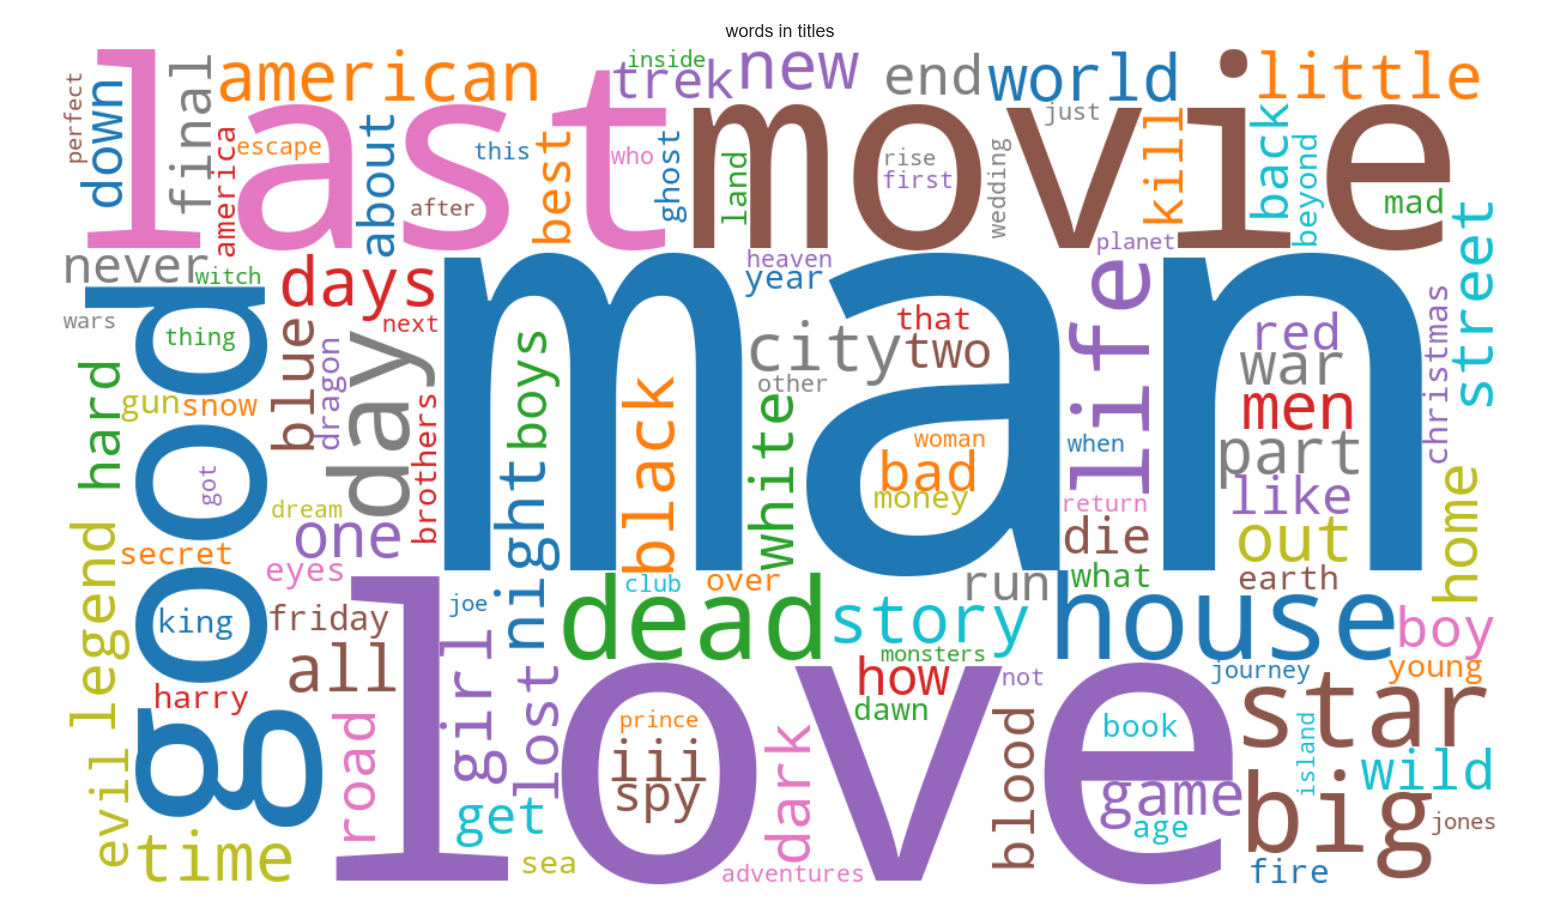 words in titles
perfect
down
final
american
america
escape
last
about
this
after
best
who
inside
trek
new
ghost
land
movie
end
world
rise
first
just
wedding
kill
planet
little
back
beyond
mad
street
never
witch
wars
thing
good
days
next
blue
dragon
day
brothers
man
boys
night
black
heaven
year
city
other
white
that
two
woman
bad
money
life
when
return
die
what
red
war
men
part
like
out
earth
christmas
home
hard
gun
snow
got
dream
one
eyes
secret
legend
king
friday
all
harry
evil
time
road
joe
girl
lost
get
sea
love
club
over
dead
story
monsters
run
house
boy
how
dawn
not
journey
young
prince
iii
spy
dark
adventures
blood
book
game
age
star
island
wild
big
jones
fire